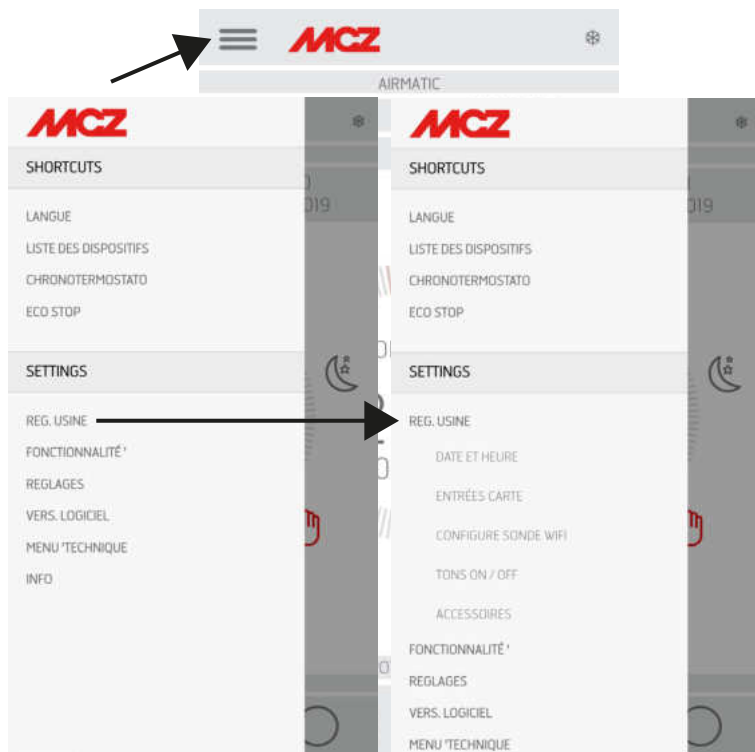 MCZ
AIRMATIC
MCZ
SHORTCUTS
LANGUE
LISTE DES DISPOSITIFS
CHRONOTERMOSTATO
ECO STOP
SETTINGS
REG. USINE
FONCTIONNALITÉ '
REGLAGES
VERS. LOGICIEL
MENU 'TECHNIQUE
INFO
019
MCZ
SHORTCUTS
LANGUE
LISTE DES DISPOSITIFS
CHRONOTERMOSTATO
ECO STOP
SETTINGS
REG. USINE
DATE ET HEURE
ENTRÉES CARTE
CONFIGURE SONDE WIFI
TONS ON / OFF
ACCESSOIRES
FONCTIONNALITÉ '
REGLAGES
VERS. LOGICIEL
MENU 'TECHNIQUE
019